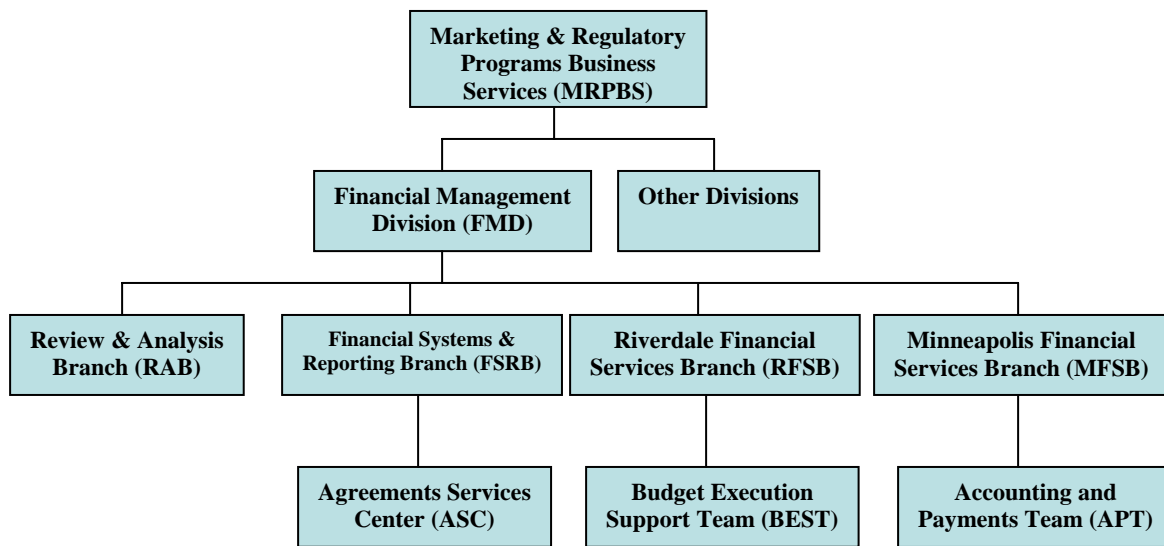 Marketing & Regulatory
Programs Business
Services (MRPBS)
Financial Management
Division (FMD)
Other Divisions
Review & Analysis
Branch (RAB)
Financial Systems &
Reporting Branch (FSRB)
Riverdale Financial
Services Branch (RFSB)
Minneapolis Financial
Services Branch (MFSB)
Agreements Services
Center (ASC)
Budget Execution
Support Team (BEST)
Accounting and
Payments Team (APT)